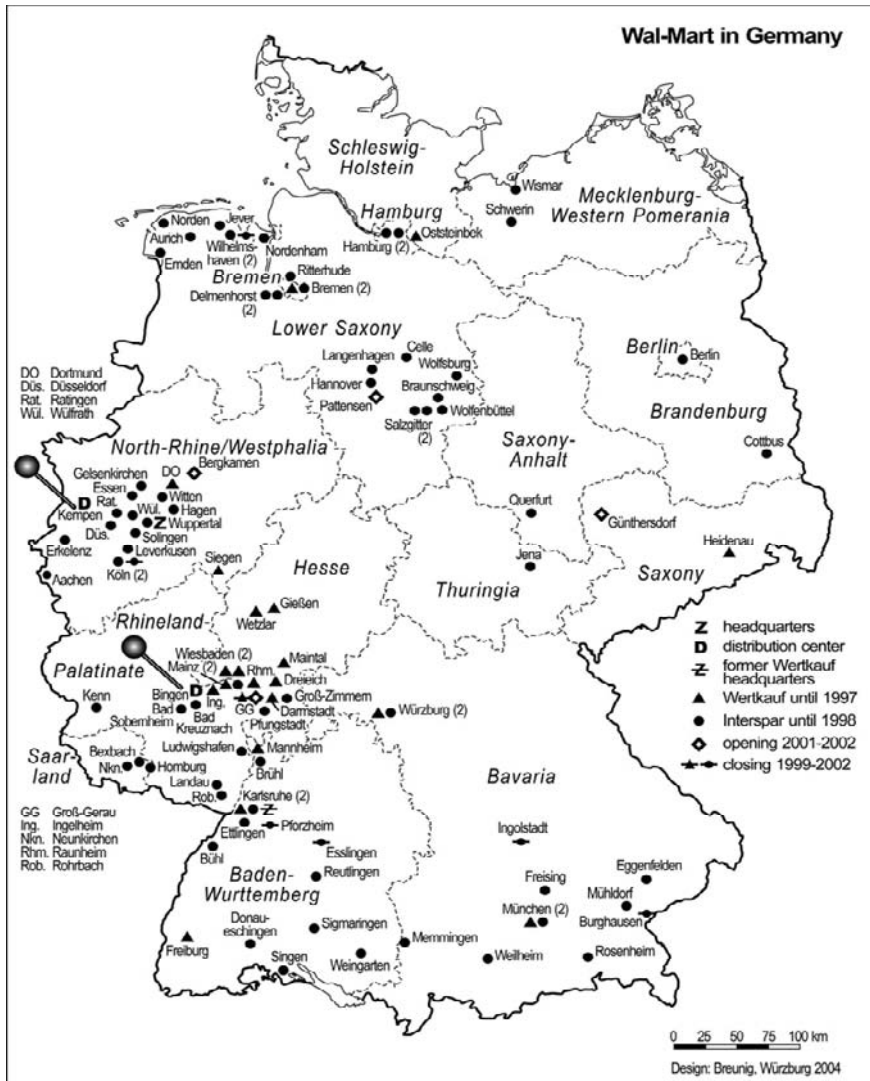 Wal-Mart in Germany
Schleswig-
Holstein
Wismar
Mecklenburg-
Western Pomerania
Schwerin
Hamburg
Oststeinbek
Hamburg (2)
Norden
Jever
Aurich
Wilhelms-
haven (2)
Nordenham
Emden
Bremen
Ritterhude
Bremen (2)
Delmenhorst
(2)
Lower Saxony
Celle
Langenhagen
Wolfsburg
Hannover
Braunschweig
Pattensen
Wolfenbüttel
Salzgitter
(2)
Berlin
Berlin
Brandenburg
Cottbus
DO Dortmund
Düs. Düsseldorf
Rat. Ratingen
Wül. Wülfrath
North-Rhine/Westphalia
Bergkamen
Gelsenkirchen
DO
Essen
Witten
Rat.
D
Hagen
Kempen
Wül.
Z
Wuppertal
Düs.
Solingen
Erkelenz
Leverkusen
Köln (2)
Aachen
Siegen
Saxony-
Anhalt
Querfurt
Günthersdorf
Jena
Thuringia
Heidenau
Saxony
Hesse
Gießen
Wetzlar
Rhineland-
Palatinate
Wiesbaden (2)
Mainz (2)
Rhm.
Maintal
Dreieich
Bingen
D
Ing.
GG
Groß-Zimmern
Darmstadt
Pfungstadt
Kenn
Bad
Sobernheim
Bad
Kreuznach
Würzburg (2)
Ludwigshafen
Mannheim
Brühl
Saar-
land
Bexbach
Nkn.
Homburg
Landau
Rob.
Karlsruhe (2)
Z
Ettlingen
Pforzheim
Bühl
Esslingen
Baden-
Wurttemberg
Reutlingen
Donau-
eschingen
Sigmaringen
Freiburg
Singen
Weingarten
Memmingen
Bavaria
Ingolstadt
Freising
Eggenfelden
München (2)
Mühldorf
Burghausen
Weilheim
Rosenheim
GG Groß-Gerau
Ing. Ingelheim
Nkn. Neunkirchen
Rhm. Raunheim
Rob. Rohrbach
Z headquarters
D distribution center
Z former Wertkauf
headquarters
Wertkauf until 1997
Interspar until 1998
opening 2001-2002
closing 1999-2002
0 25 50 75 100 km
Design: Breunig, Würzburg 2004